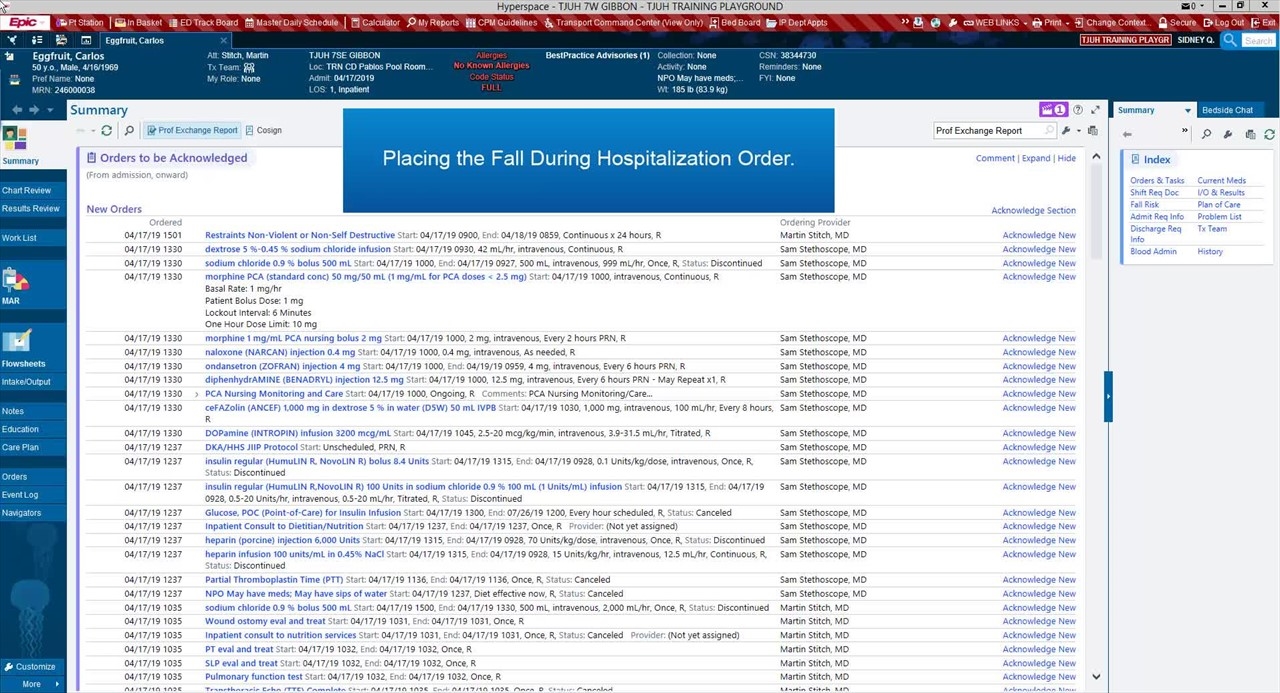 Hyperspace - TJUH 7W GIBBON - TJUH TRAINING PLAYGROUND
Epic Pt Station In Basket ED Track Board Master Daily Schedule Calculator My Reports CPM Guidelines Transport Command Center (View Only) Bed Board IP Dept Appts WEB LINKS Print Change Context... Secure Log Out Exit
Eggfruit, Carlos TJUH TRAINING PLAYGR SIDNEY Q. Search
Eggfruit, Carlos
50 y.o., Male, 4/16/1969
Pref Name: None
MRN: 246000038
Att: Stitch, Martin
Tx Team:
My Role: None
TJUH 7SE GIBBON
Loc: TRN CD Pablos Pool Room...
Admit: 04/17/2019
LOS: 1, Inpatient
Allergies
No Known Allergies
Code Status
FULL
BestPractice Advisories (1)
Collection: None
Activity: None
NPO May have meds;...
Wt: 185 lb (83.9 kg)
CSN: 38344730
Reminders: None
FYI: None
Summary
Prof Exchange Report Cosign
Prof Exchange Report
Placing the Fall During Hospitalization Order.
Orders to be Acknowledged
Comment | Expand | Hide
(From admission, onward)
New Orders Acknowledge Section
Ordered Ordering Provider
04/17/19 1501 Restraints Non-Violent or Non-Self Destructive Start: 04/17/19 0900, End: 04/18/19 0859, Continuous x 24 hours, R Martin Stitch, MD Acknowledge New
04/17/19 1330 dextrose 5 %-0.45 % sodium chloride infusion Start: 04/17/19 0930, 42 mL/hr, intravenous, Continuous, R Sam Stethoscope, MD Acknowledge New
04/17/19 1330 sodium chloride 0.9 % bolus 500 mL Start: 04/17/19 1000, End: 04/17/19 0927, 500 mL, intravenous, 999 mL/hr, Once, R, Status: Discontinued Sam Stethoscope, MD Acknowledge New
04/17/19 1330 morphine PCA (standard conc) 50 mg/50 mL (1 mg/mL for PCA doses < 2.5 mg) Start: 04/17/19 1000, intravenous, Continuous, R Sam Stethoscope, MD Acknowledge New
Basal Rate: 1 mg/hr
Patient Bolus Dose: 1 mg
Lockout Interval: 6 Minutes
One Hour Dose Limit: 10 mg
04/17/19 1330 morphine 1 mg/mL PCA nursing bolus 2 mg Start: 04/17/19 1000, 2 mg, intravenous, Every 2 hours PRN, R Sam Stethoscope, MD Acknowledge New
04/17/19 1330 naloxone (NARCAN) injection 0.4 mg Start: 04/17/19 1000, 0.4 mg, intravenous, As needed, R Sam Stethoscope, MD Acknowledge New
04/17/19 1330 ondansetron (ZOFRAN) injection 4 mg Start: 04/17/19 1000, End: 04/19/19 0959, 4 mg, intravenous, Every 6 hours PRN, R Sam Stethoscope, MD Acknowledge New
04/17/19 1330 diphenhydrAMINE (BENADRYL) injection 12.5 mg Start: 04/17/19 1000, 12.5 mg, intravenous, Every 6 hours PRN - May Repeat x1, R Sam Stethoscope, MD Acknowledge New
04/17/19 1330 › PCA Nursing Monitoring and Care Start: 04/17/19 1000, Ongoing, R Comments: PCA Nursing Monitoring/Care... Sam Stethoscope, MD Acknowledge New
04/17/19 1330 ceFAZolin (ANCEF) 1,000 mg in dextrose 5 % in water (D5W) 50 mL IVPB Start: 04/17/19 1030, 1,000 mg, intravenous, 100 mL/hr, Every 8 hours, Sam Stethoscope, MD Acknowledge New
R
04/17/19 1330 DOPamine (INTROPIN) infusion 3200 mcg/mL Start: 04/17/19 1045, 2.5-20 mcg/kg/min, intravenous, 3.9-31.5 mL/hr, Titrated, R Sam Stethoscope, MD Acknowledge New
04/17/19 1237 DKA/HHS JIIP Protocol Start: Unscheduled, PRN, R Sam Stethoscope, MD Acknowledge New
04/17/19 1237 insulin regular (HumuLIN R, NovoLIN R) bolus 8.4 Units Start: 04/17/19 1315, End: 04/17/19 0928, 0.1 Units/kg/dose, intravenous, Once, R, Sam Stethoscope, MD Acknowledge New
Status: Discontinued
04/17/19 1237 insulin regular (HumuLIN R,NovoLIN R) 100 Units in sodium chloride 0.9 % 100 mL (1 Units/mL) infusion Start: 04/17/19 1315, End: 04/17/19 Sam Stethoscope, MD Acknowledge New
0928, 0.5-20 Units/hr, intravenous, 0.5-20 mL/hr, Titrated, R, Status: Discontinued
04/17/19 1237 Glucose, POC (Point-of-Care) for Insulin Infusion Start: 04/17/19 1300, End: 07/26/19 1200, Every hour scheduled, R, Status: Canceled Sam Stethoscope, MD Acknowledge New
04/17/19 1237 Inpatient Consult to Dietitian/Nutrition Start: 04/17/19 1237, End: 04/17/19 1237, Once, R Provider: (Not yet assigned) Sam Stethoscope, MD Acknowledge New
04/17/19 1237 heparin (porcine) injection 6,000 Units Start: 04/17/19 1315, End: 04/17/19 0928, 70 Units/kg/dose, intravenous, Once, R, Status: Discontinued Sam Stethoscope, MD Acknowledge New
04/17/19 1237 heparin infusion 100 units/mL in 0.45% NaCl Start: 04/17/19 1315, End: 04/17/19 0928, 15 Units/kg/hr, intravenous, 12.5 mL/hr, Continuous, R, Sam Stethoscope, MD Acknowledge New
Status: Discontinued
04/17/19 1237 Partial Thromboplastin Time (PTT) Start: 04/17/19 1136, End: 04/17/19 1136, Once, R, Status: Canceled Sam Stethoscope, MD Acknowledge New
04/17/19 1237 NPO May have meds; May have sips of water Start: 04/17/19 1237, Diet effective now, R, Status: Canceled Sam Stethoscope, MD Acknowledge New
04/17/19 1035 sodium chloride 0.9 % bolus 500 mL Start: 04/17/19 1500, End: 04/17/19 1330, 500 mL, intravenous, 2,000 mL/hr, Once, R, Status: Discontinued Martin Stitch, MD Acknowledge New
04/17/19 1035 Wound ostomy eval and treat Start: 04/17/19 1031, End: 04/17/19 1031, Once, R Martin Stitch, MD Acknowledge New
04/17/19 1035 Inpatient consult to nutrition services Start: 04/17/19 1031, End: 04/17/19 1031, Once, R, Status: Canceled Provider: (Not yet assigned) Martin Stitch, MD Acknowledge New
04/17/19 1035 PT eval and treat Start: 04/17/19 1032, End: 04/17/19 1032, Once, R Martin Stitch, MD Acknowledge New
04/17/19 1035 SLP eval and treat Start: 04/17/19 1032, End: 04/17/19 1032, Once, R Martin Stitch, MD Acknowledge New
04/17/19 1035 Pulmonary function test Start: 04/17/19 1032, End: 04/17/19 1032, Once, R Martin Stitch, MD Acknowledge New
Summary
Chart Review
Results Review
Work List
MAR
Flowsheets
Intake/Output
Notes
Education
Care Plan
Orders
Event Log
Navigators
Customize
More
Summary Bedside Chat
Index
Orders & Tasks Current Meds
Shift Req Doc I/O & Results
Fall Risk Plan of Care
Admit Req Info Problem List
Discharge Req Tx Team
Info
Blood Admin History